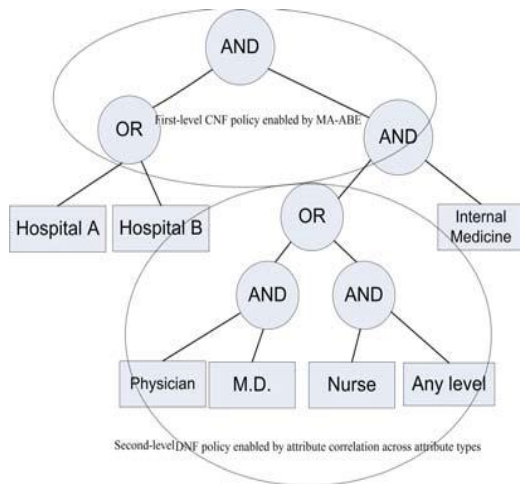 AND
First-level CNF policy enabled by MA-ABE
OR
AND
Hospital A
Hospital B
OR
Internal
Medicine
AND
AND
Physician
M.D.
Nurse
Any level
Second-level DNF policy enabled by attribute correlation across attribute types